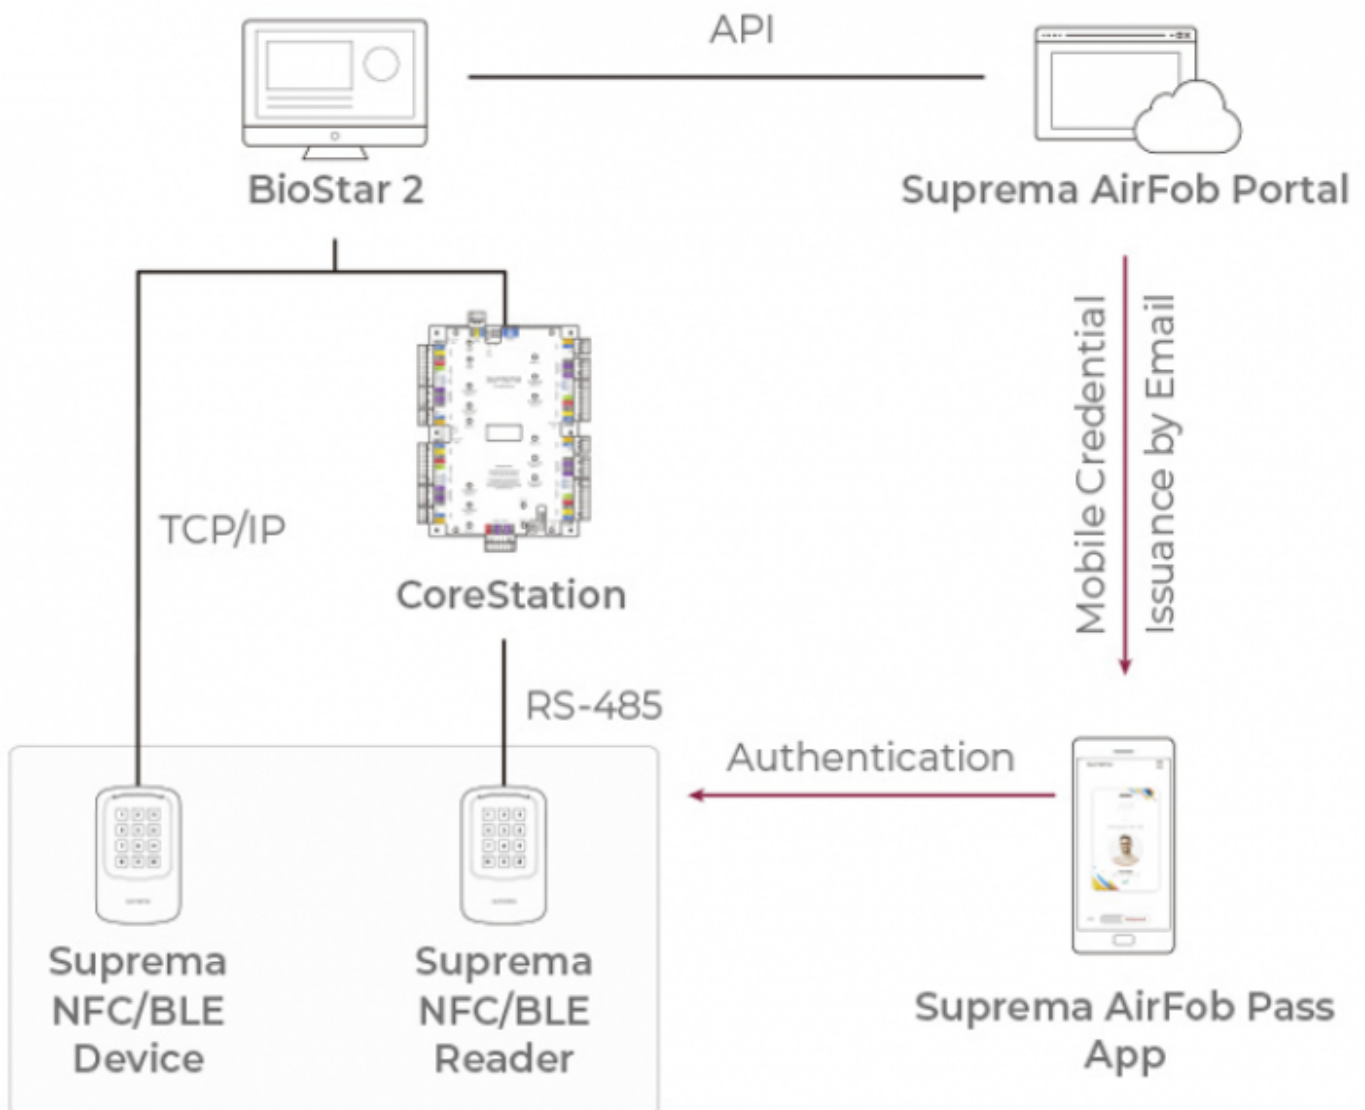 API
BioStar 2
Suprema AirFob Portal
Mobile Credential
Issuance by Email
TCP/IP
CoreStation
RS-485
Authentication
Suprema
NFC/BLE
Device
Suprema
NFC/BLE
Reader
Suprema AirFob Pass
App